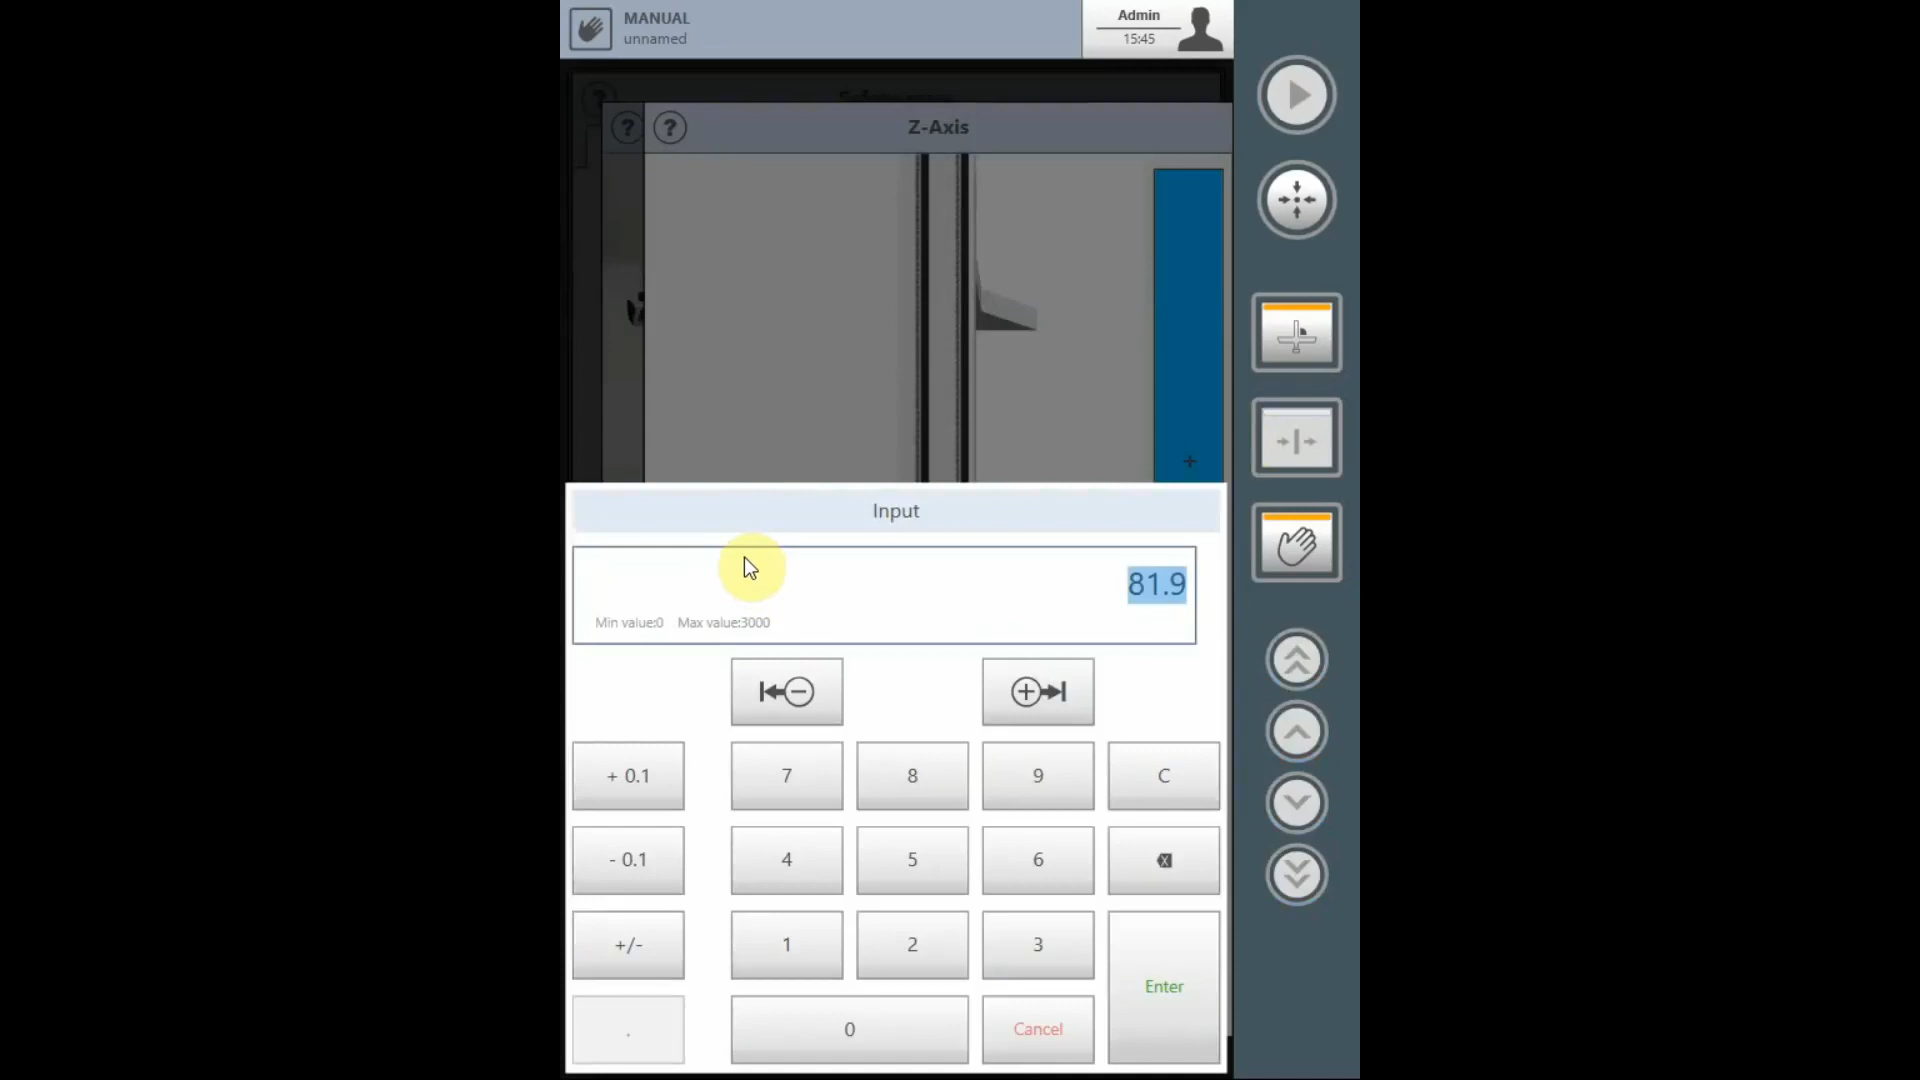 MANUAL
unnamed
Admin
15:45
? ? Z-Axis
+
Input
81.9
Min value:0 Max value:3000
+ 0.1 7 8 9 C
- 0.1 4 5 6
+/- 1 2 3
Enter
. 0 Cancel